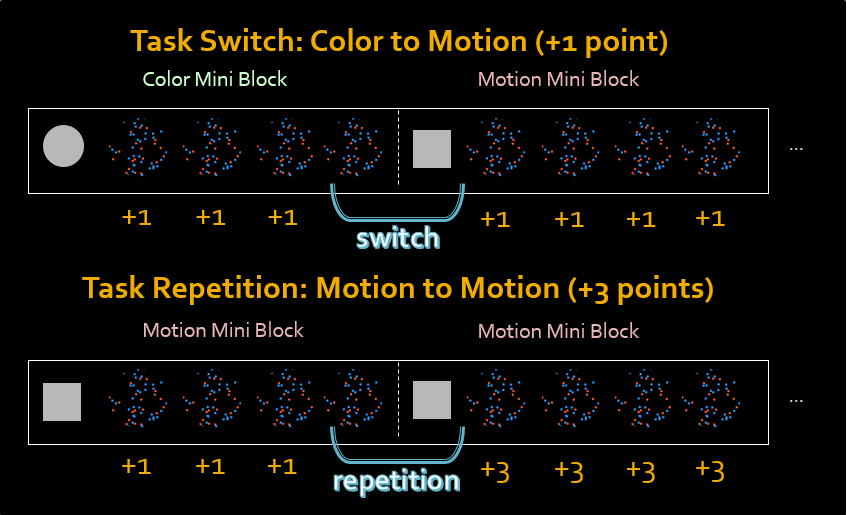 Task Switch: Color to Motion (+1 point)
Color Mini Block Motion Mini Block
...
+1 +1 +1 +1 +1 +1 +1
switch
Task Repetition: Motion to Motion (+3 points)
Motion Mini Block Motion Mini Block
...
+1 +1 +1 +3 +3 +3 +3
repetition